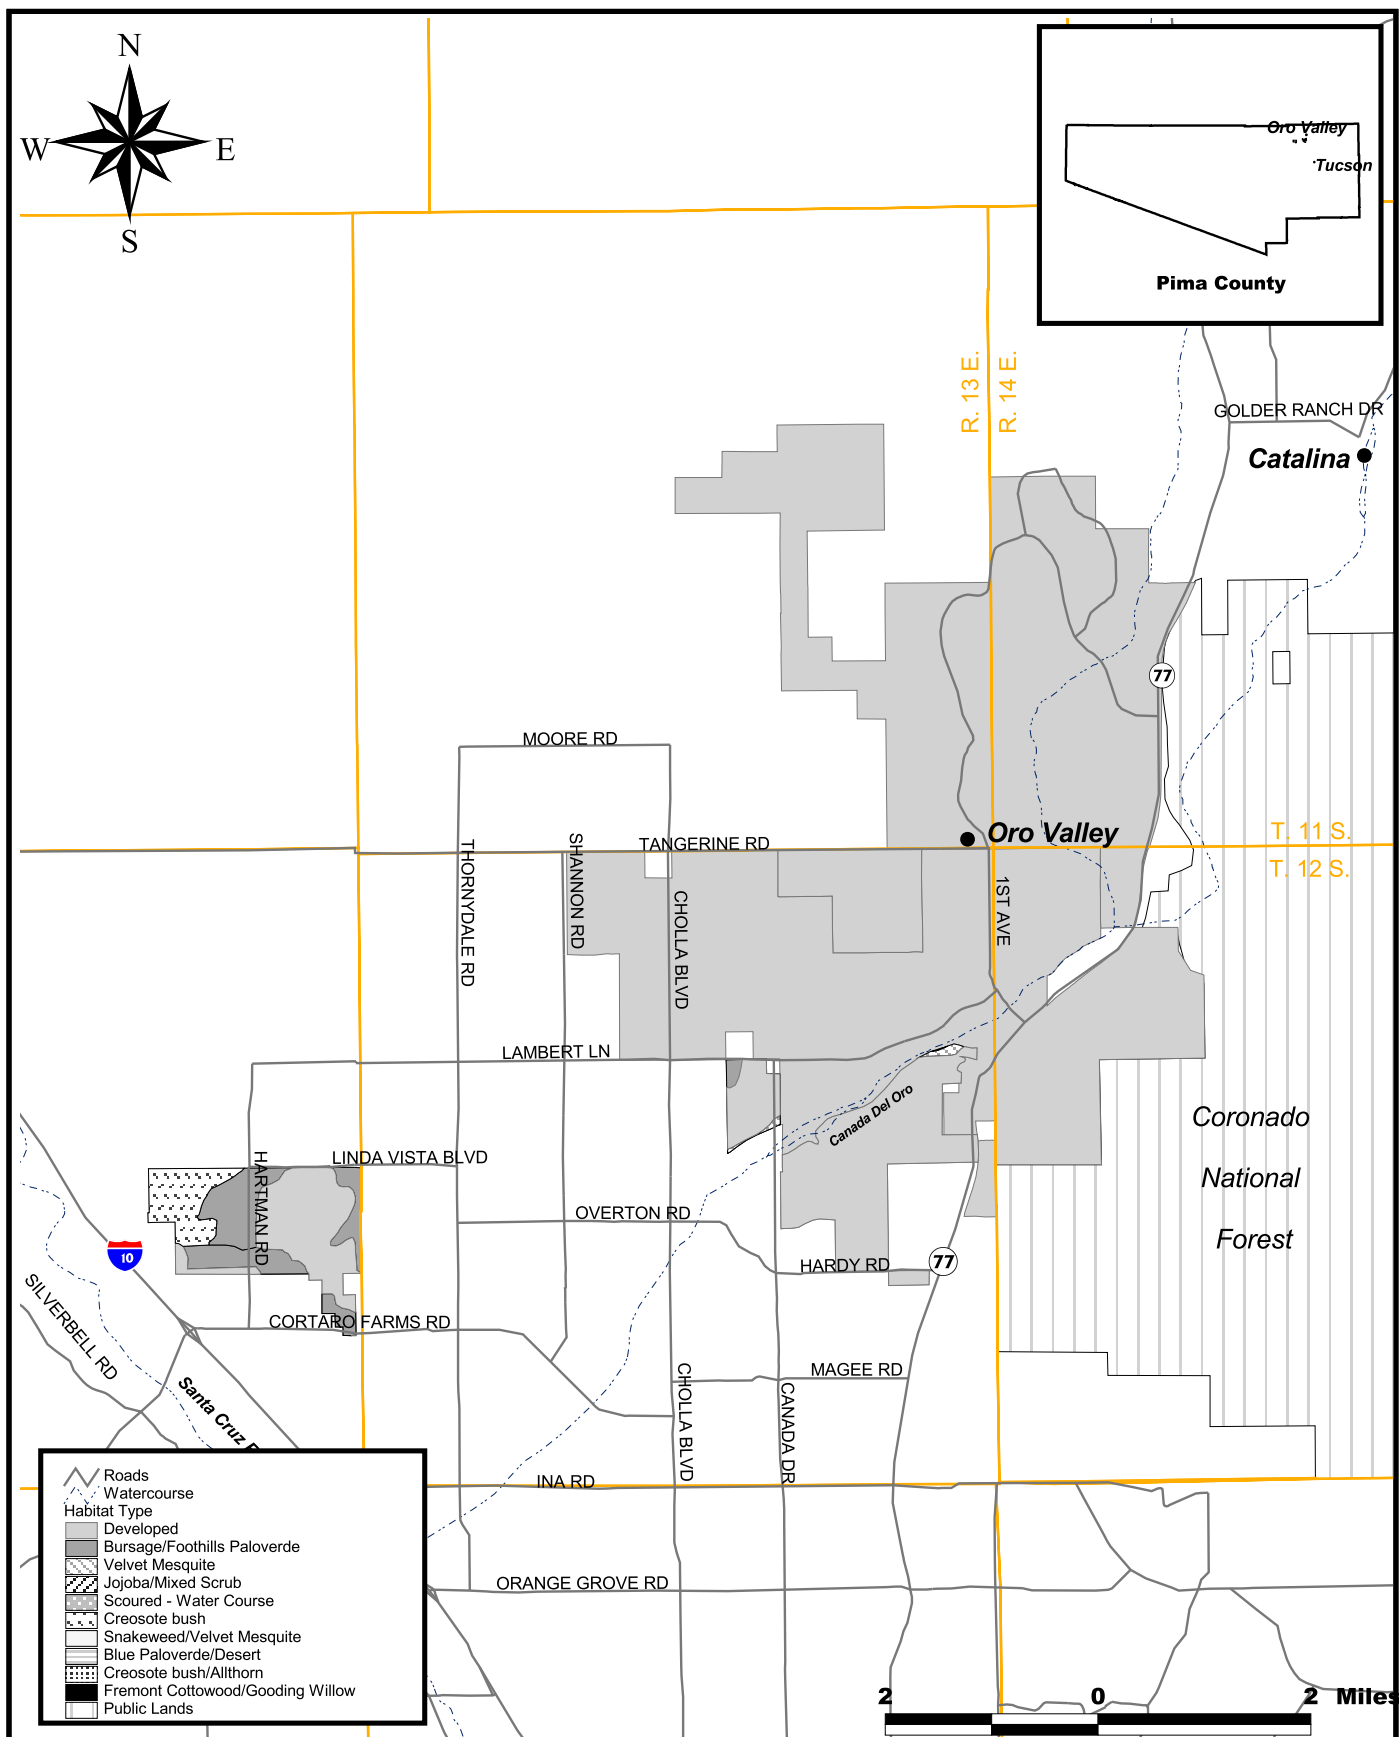 N
W
E
S
Oro Valley
Tucson
Pima County
R. 13 E.
R. 14 E.
GOLDER RANCH DR
Catalina
77
MOORE RD
Oro Valley
T. 11 S.
T. 12 S.
TANGERINE RD
THORNYDALE RD
SHANNON RD
CHOLLA BLVD
1ST AVE
LAMBERT LN
Canada Del Oro
Coronado
National
Forest
LINDA VISTA BLVD
HARTMAN RD
OVERTON RD
10
HARDY RD
77
SILVERBELL RD
CORTARO FARMS RD
MAGEE RD
Santa Cruz
CHOLLA BLVD
CANADA DR
INA RD
ORANGE GROVE RD
Roads
Watercourse
Habitat Type
Developed
Bursage/Foothills Paloverde
Velvet Mesquite
Jojoba/Mixed Scrub
Scoured - Water Course
Creosote bush
Snakeweed/Velvet Mesquite
Blue Paloverde/Desert
Creosote bush/Allthorn
Fremont Cottowood/Gooding Willow
Public Lands
2 0 2 Miles